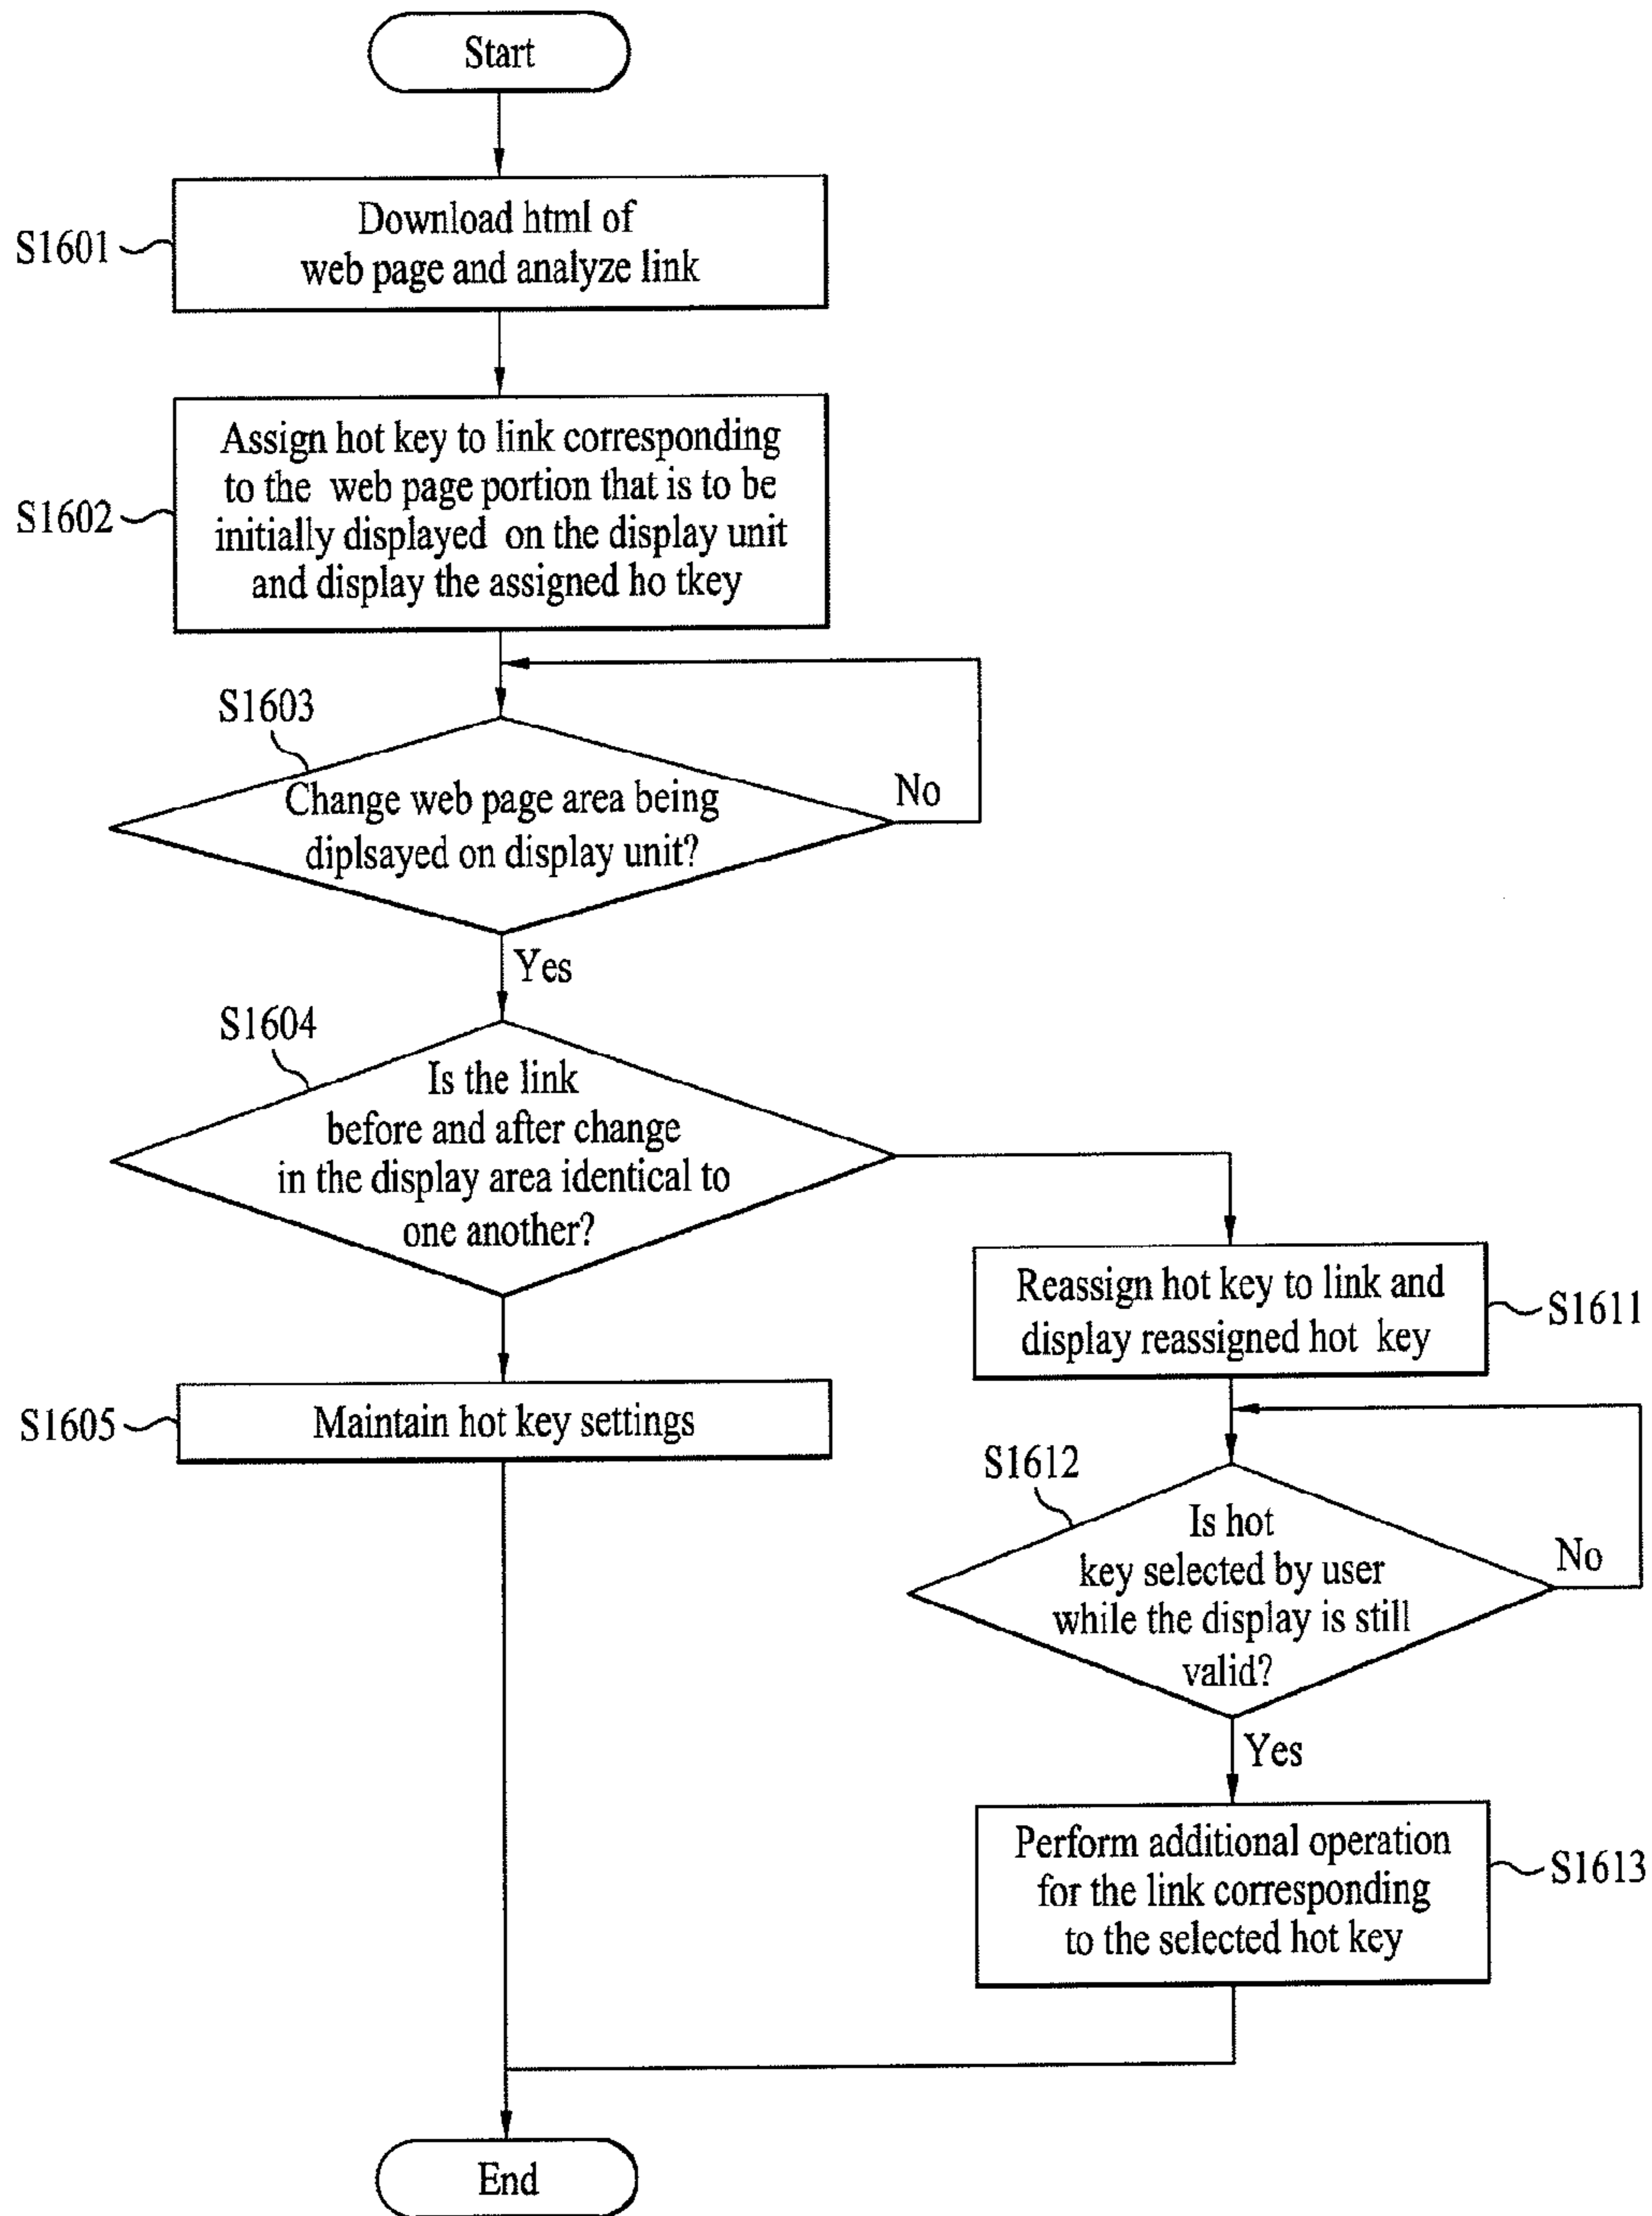 Start
S1601
Download html of
web page and analyze link
S1602
Assign hot key to link corresponding
to the web page portion that is to be
initially displayed on the display unit
and display the assigned ho tkey
S1603
Change web page area being
diplsayed on display unit?
No
Yes
S1604
Is the link
before and after change
in the display area identical to
one another?
Reassign hot key to link and
display reassigned hot key
S1611
S1605
Maintain hot key settings
S1612
Is hot
key selected by user
while the display is still
valid?
No
Yes
Perform additional operation
for the link corresponding
to the selected hot key
S1613
End